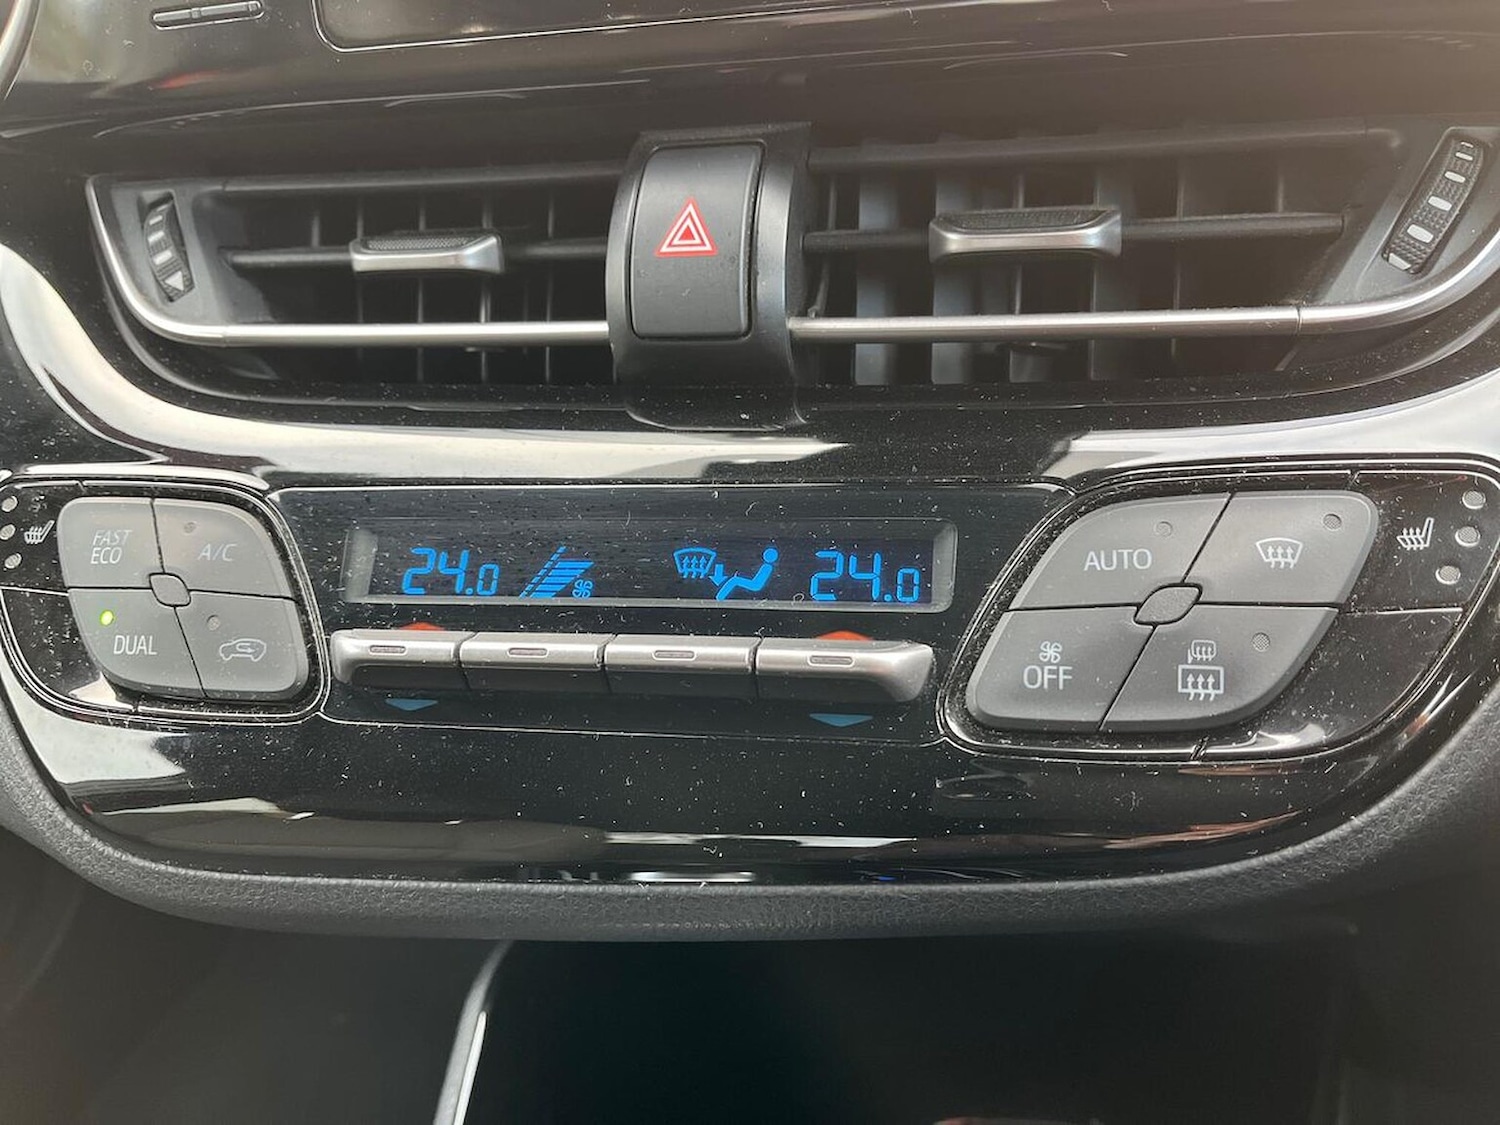 FAST
ECO
A/C
DUAL
24.0
24.0
AUTO
OFF